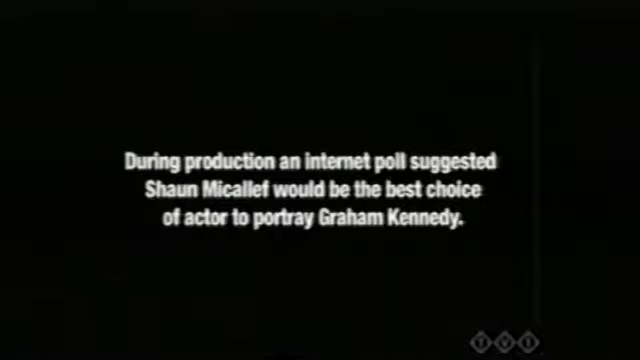 During production an internet poll suggested
Shaun Micallef would be the best choice
of actor to portray Graham Kennedy.
TV1